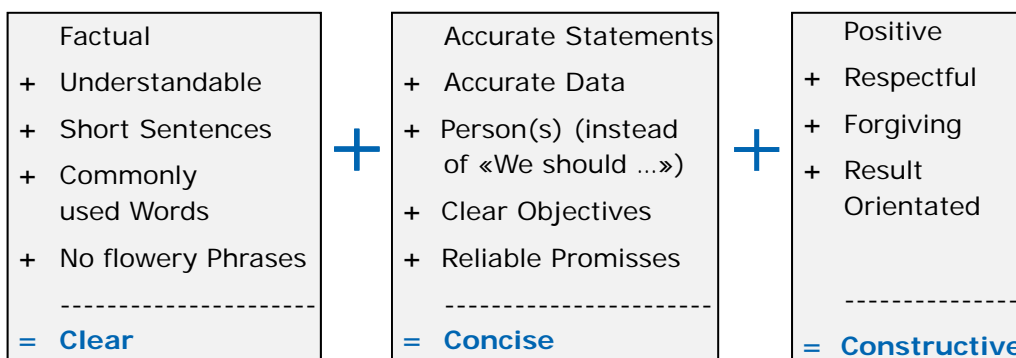 Factual
+ Understandable
+ Short Sentences
+ Commonly
used Words
+ No flowery Phrases
----------------------
= Clear
+
Accurate Statements
+ Accurate Data
+ Person(s) (instead
of «We should ...»)
+ Clear Objectives
+ Reliable Promisses
-----------------------
= Concise
+
Positive
+ Respectful
+ Forgiving
+ Result
Orientated
---------------
= Constructive